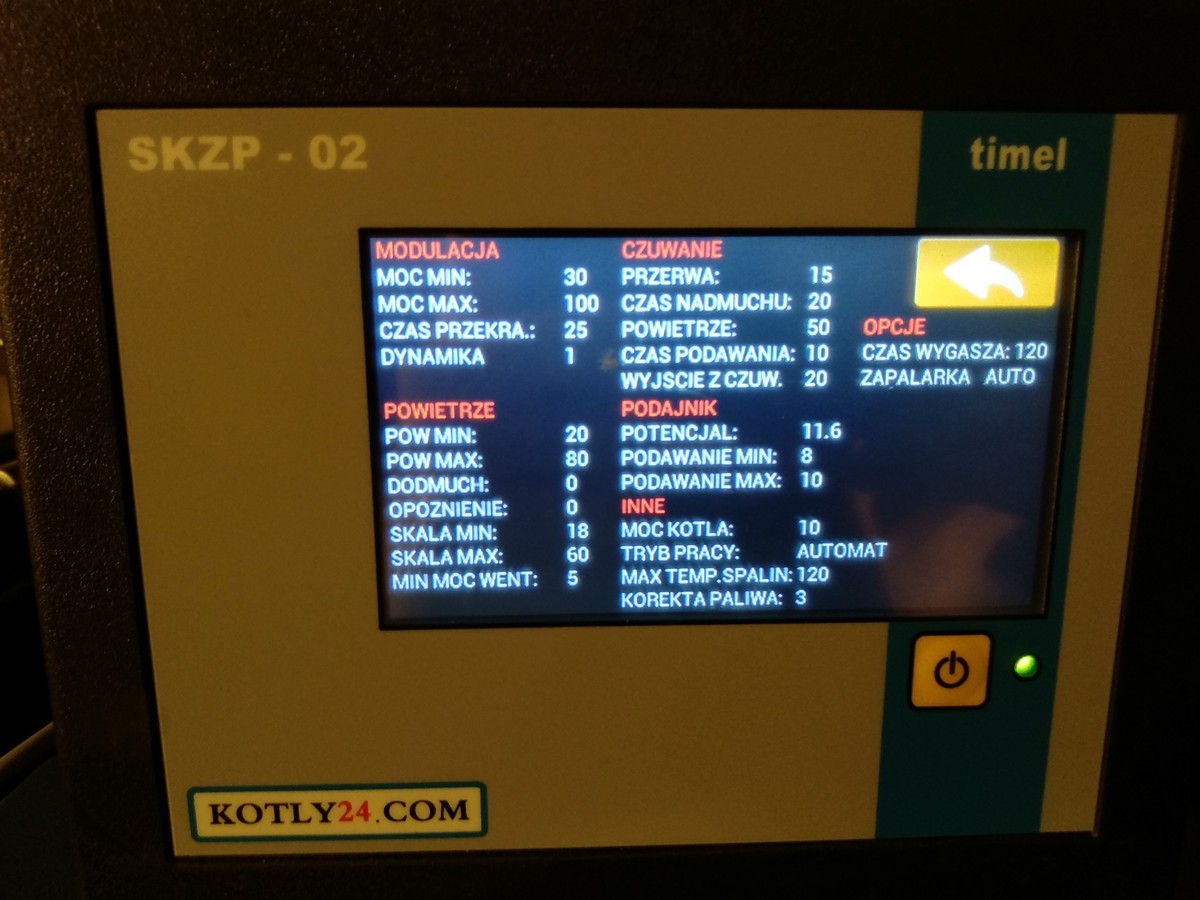 SKZP - 02
timel
MODULACJA
MOC MIN: 30
MOC MAX: 100
CZAS PRZEKRA.: 25
DYNAMIKA 1
POWIETRZE
POW MIN: 20
POW MAX: 80
DODMUCH: 0
OPOZNIENIE: 0
SKALA MIN: 18
SKALA MAX: 60
MIN MOC WENT: 5
CZUWANIE
PRZERWA: 15
CZAS NADMUCHU: 20
POWIETRZE: 50
CZAS PODAWANIA: 10
WYJSCIE Z CZUW. 20
PODAJNIK
POTENCJAL: 11.6
PODAWANIE MIN: 8
PODAWANIE MAX: 10
INNE
MOC KOTLA: 10
TRYB PRACY: AUTOMAT
MAX TEMP.SPALIN: 120
KOREKTA PALIWA: 3
OPCJE
CZAS WYGASZA: 120
ZAPALARKA AUTO
KOTLY24.COM